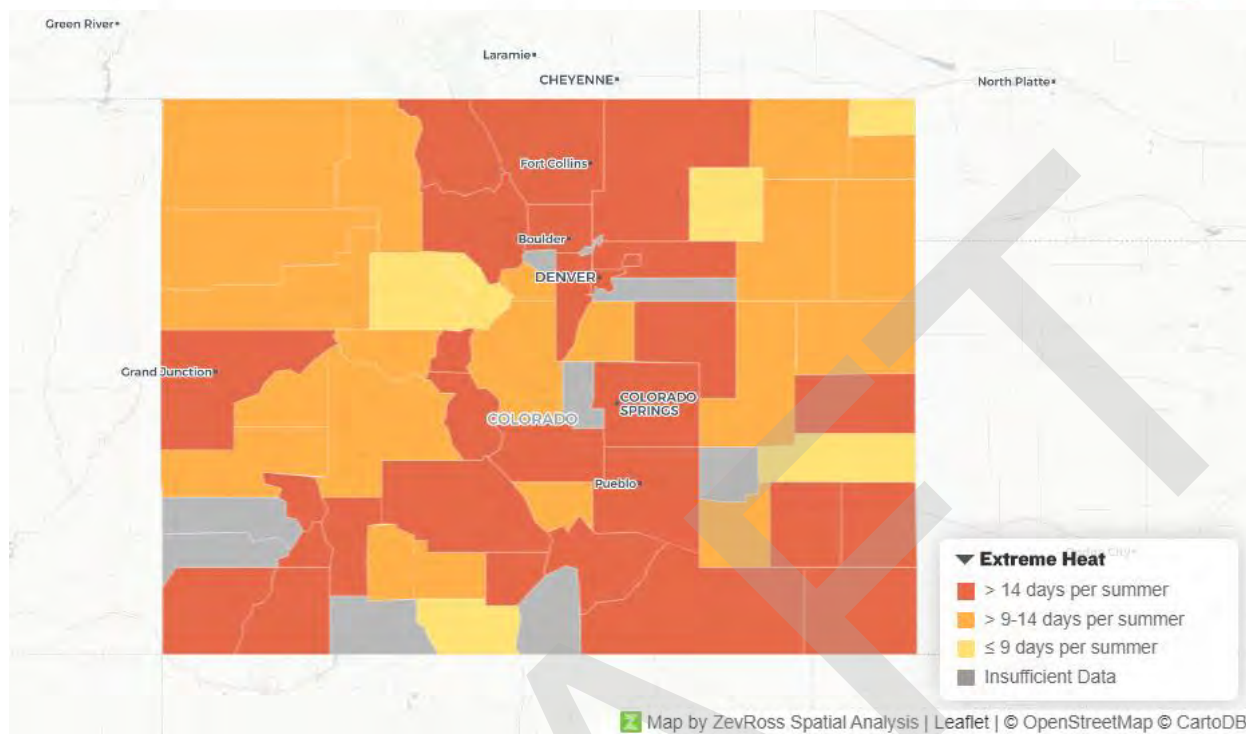 Green River
Laramie
CHEYENNE
North Platte
Fort Collins
Boulder
DENVER
Grand Junction
COLORADO
SPRINGS
COLORADO
Pueblo
City
Extreme Heat
> 14 days per summer
> 9-14 days per summer
≤ 9 days per summer
Insufficient Data
Map by ZevRoss Spatial Analysis | Leaflet | © OpenStreetMap © CartoDB